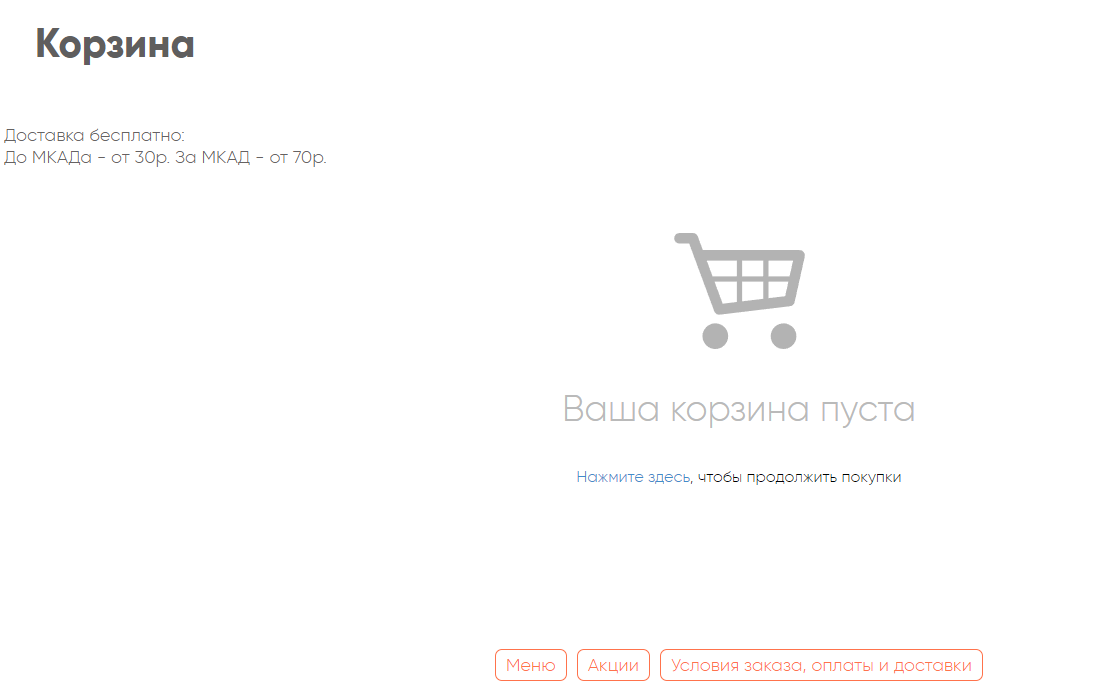 Корзина
Доставка бесплатно:
До МКАДа - от 30р. За МКАД - от 70р.
Ваша корзина пуста
Нажмите здесь, чтобы продолжить покупки
Меню Акции Условия заказа, оплаты и доставки